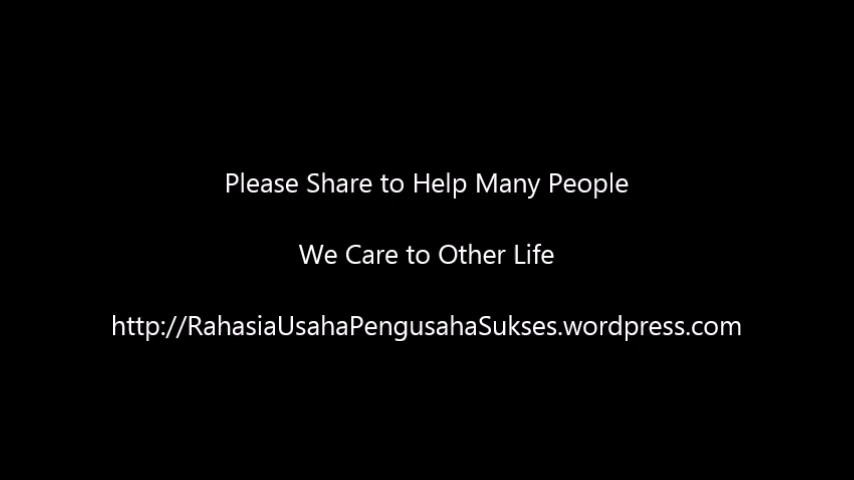 Please Share to Help Many People
We Care to Other Life
http://RahasiaUsahaPengusahaSukses.wordpress.com